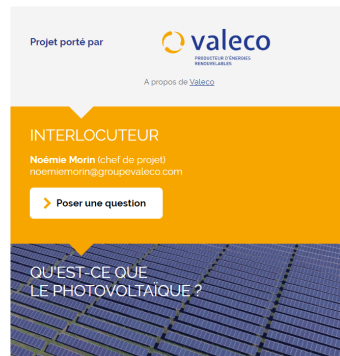 Projet porté par
valeco
PRODUCTEUR D'ÉNERGIES
RENOUVELABLES
A propos de Valeco
INTERLOCUTEUR
Noémie Morin (chef de projet)
noemiemorin@groupevaleco.com
Poser une question
QU'EST-CE QUE
LE PHOTOVOLTAÏQUE ?